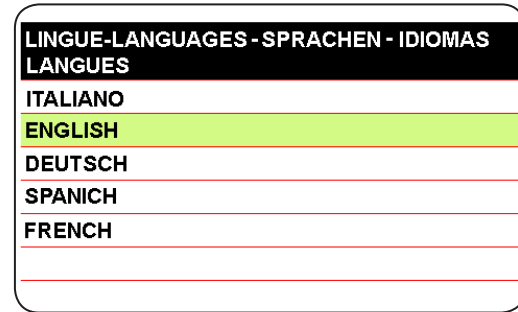 LINGUE-LANGUAGES - SPRACHEN - IDIOMAS
LANGUES
ITALIANO
ENGLISH
DEUTSCH
SPANICH
FRENCH